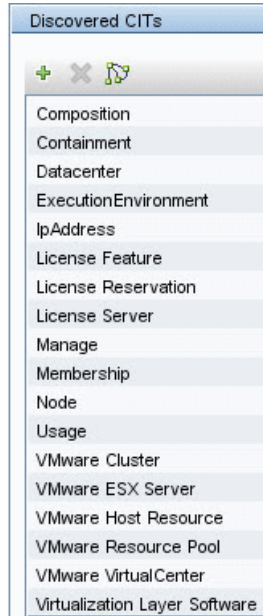 Discovered CITs
Composition
Containment
Datacenter
ExecutionEnvironment
IpAddress
License Feature
License Reservation
License Server
Manage
Membership
Node
Usage
VMware Cluster
VMware ESX Server
VMware Host Resource
VMware Resource Pool
VMware VirtualCenter
Virtualization Layer Software